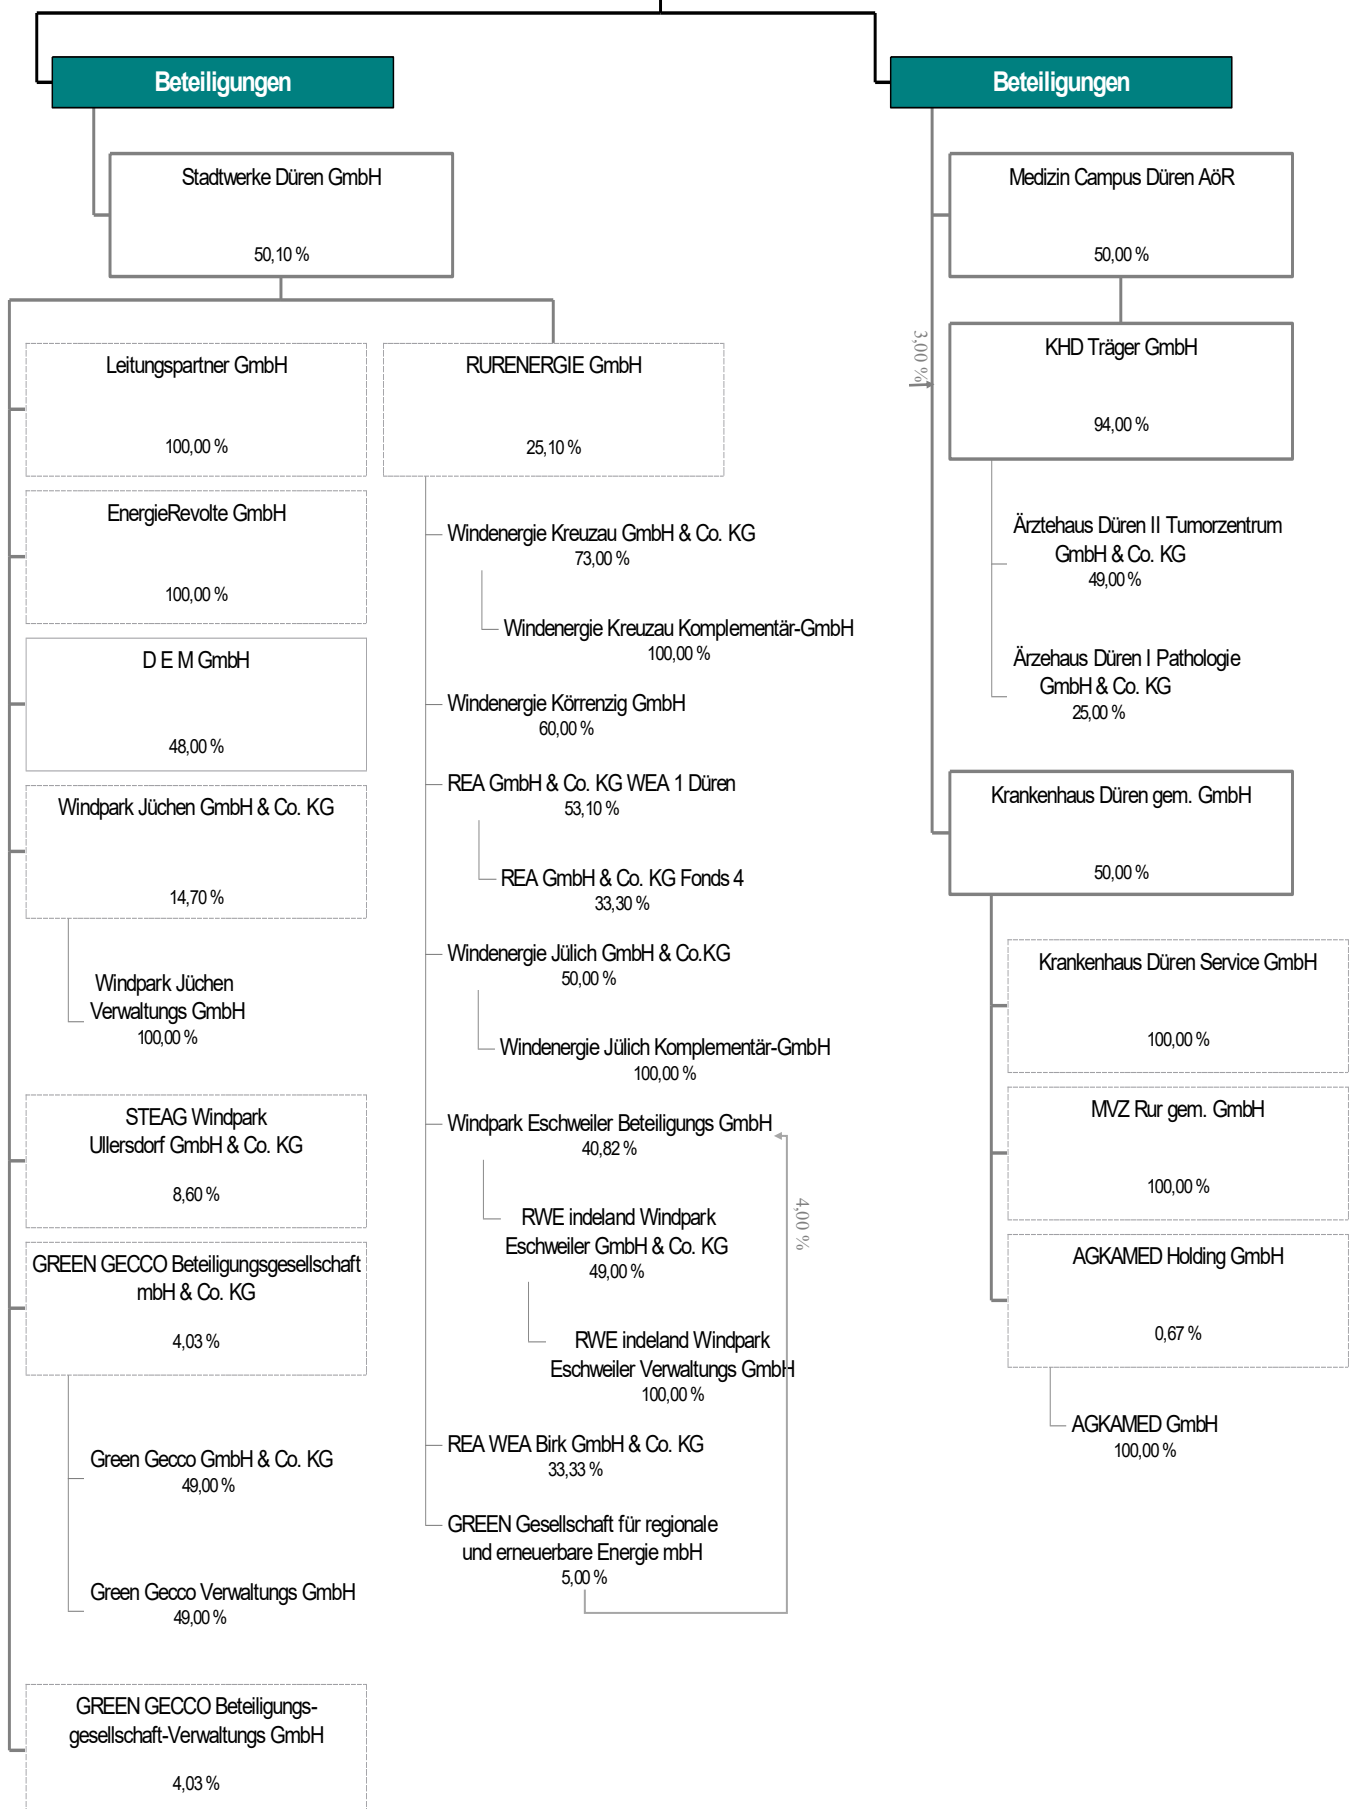 Beteiligungen
Stadtwerke Düren GmbH
50,10 %
Leitungspartner GmbH
100,00 %
EnergieRevolte GmbH
100,00 %
D E M GmbH
48,00 %
Windpark Jüchen GmbH & Co. KG
14,70 %
Windpark Jüchen
Verwaltungs GmbH
100,00 %
STEAG Windpark
Ullersdorf GmbH & Co. KG
8,60 %
GREEN GECCO Beteiligungsgesellschaft
mbH & Co. KG
4,03 %
Green Gecco GmbH & Co. KG
49,00 %
Green Gecco Verwaltungs GmbH
49,00 %
GREEN GECCO Beteiligungs-
gesellschaft-Verwaltungs GmbH
4,03 %
RURENERGIE GmbH
25,10 %
Windenergie Kreuzau GmbH & Co. KG
73,00 %
Windenergie Kreuzau Komplementär-GmbH
100,00 %
Windenergie Körrenzig GmbH
60,00 %
REA GmbH & Co. KG WEA 1 Düren
53,10 %
REA GmbH & Co. KG Fonds 4
33,30 %
Windenergie Jülich GmbH & Co.KG
50,00 %
Windenergie Jülich Komplementär-GmbH
100,00 %
Windpark Eschweiler Beteiligungs GmbH
40,82 %
RWE indeland Windpark
Eschweiler GmbH & Co. KG
49,00 %
RWE indeland Windpark
Eschweiler Verwaltungs GmbH
100,00 %
REA WEA Birk GmbH & Co. KG
33,33 %
GREEN Gesellschaft für regionale
und erneuerbare Energie mbH
5,00 %
4,00 %
Beteiligungen
Medizin Campus Düren AöR
50,00 %
3,00 %
KHD Träger GmbH
94,00 %
Ärztehaus Düren II Tumorzentrum
GmbH & Co. KG
49,00 %
Ärzehaus Düren I Pathologie
GmbH & Co. KG
25,00 %
Krankenhaus Düren gem. GmbH
50,00 %
Krankenhaus Düren Service GmbH
100,00 %
MVZ Rur gem. GmbH
100,00 %
AGKAMED Holding GmbH
0,67 %
AGKAMED GmbH
100,00 %